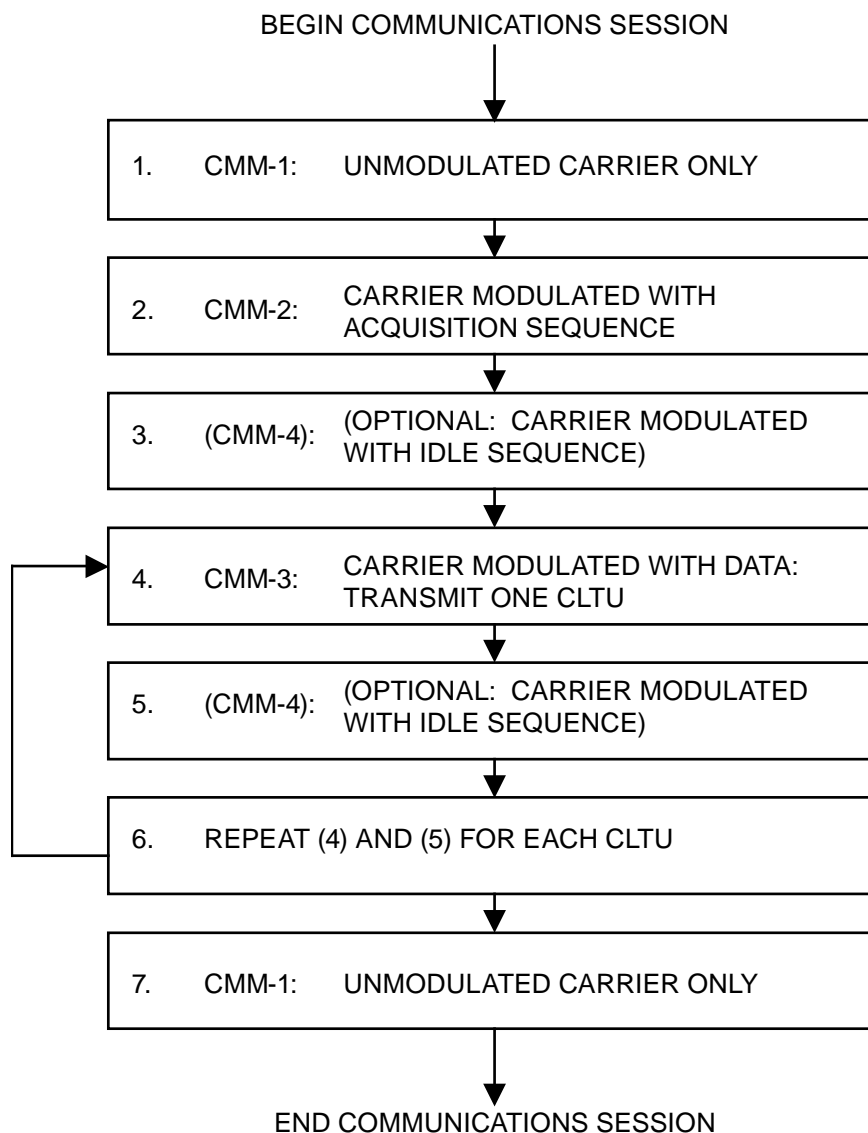 BEGIN COMMUNICATIONS SESSION
1. CMM-1: UNMODULATED CARRIER ONLY
2. CMM-2: CARRIER MODULATED WITH
ACQUISITION SEQUENCE
3. (CMM-4): (OPTIONAL: CARRIER MODULATED
WITH IDLE SEQUENCE)
4. CMM-3: CARRIER MODULATED WITH DATA:
TRANSMIT ONE CLTU
5. (CMM-4): (OPTIONAL: CARRIER MODULATED
WITH IDLE SEQUENCE)
6. REPEAT (4) AND (5) FOR EACH CLTU
7. CMM-1: UNMODULATED CARRIER ONLY
END COMMUNICATIONS SESSION